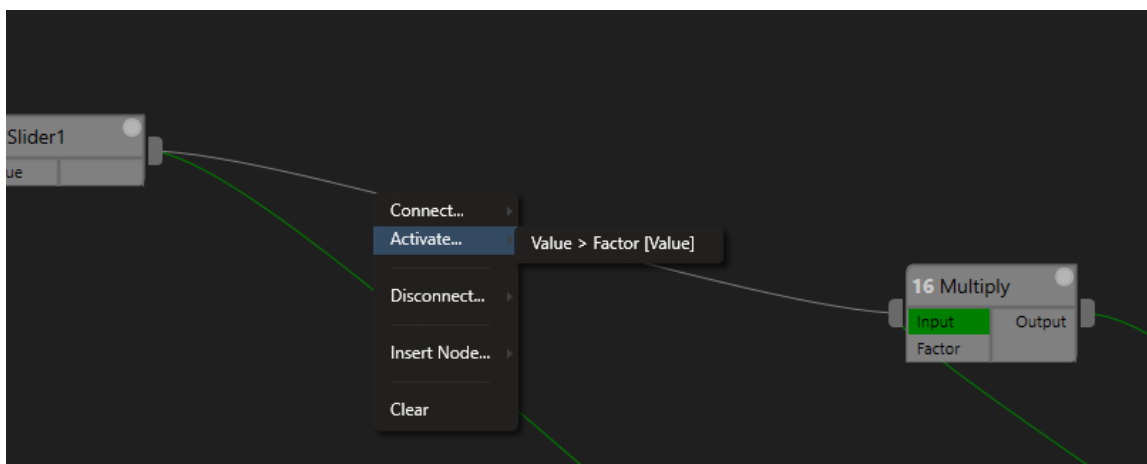 Slider1
ue
Connect...
Activate...
Value > Factor [Value]
Disconnect...
Insert Node...
Clear
16 Multiply
Input Output
Factor